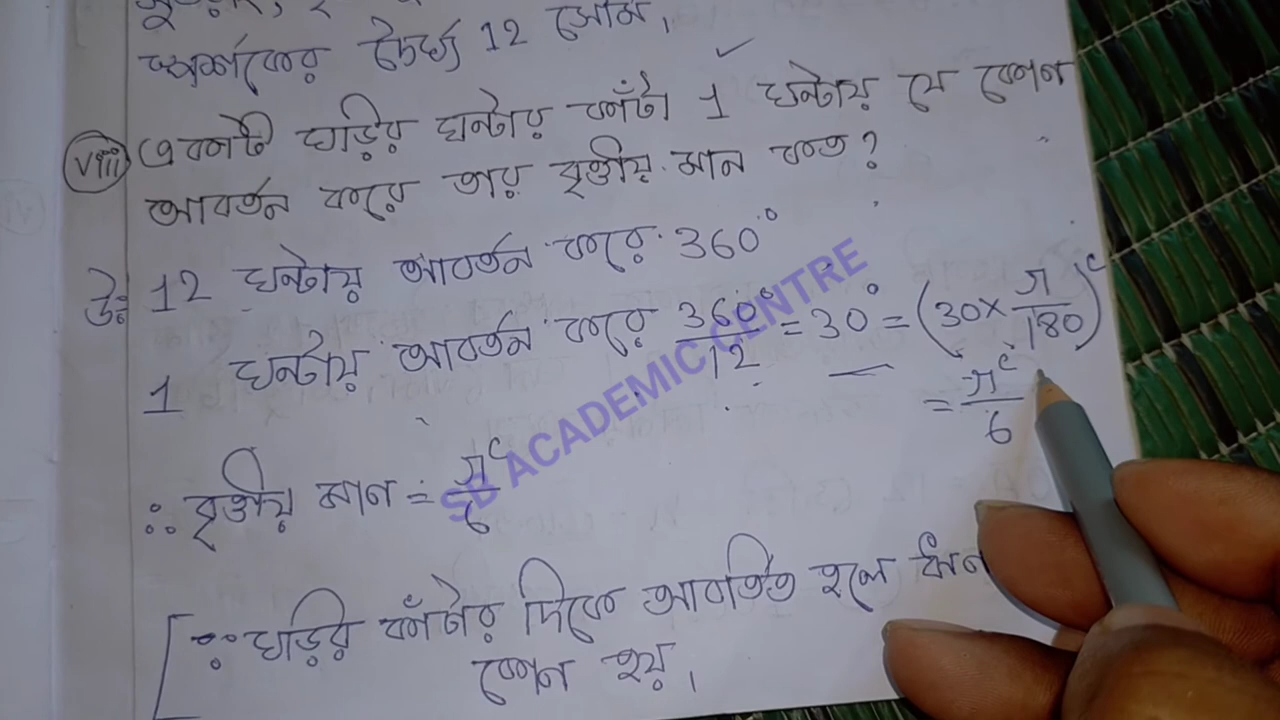 ব্যাসার্ধের দৈর্ঘ্য 12 সেমি।
viii একটি ঘড়ির ঘন্টার কাঁটা 1 ঘন্টায় যে কোন
আবর্তন করে তার বৃত্তীয় মান কত?
উঃ 12 ঘন্টায় আবর্তন করে 360°
1 ঘন্টায় আবর্তন করে 360°/12 = 30° = (30 × π/180)ᶜ
= πᶜ/6
∴ বৃত্তীয় মান = πᶜ/6
[∵ ঘড়ির কাঁটার দিকে আবর্তিত হলে
কোন হয়।
SB ACADEMIC CENTRE